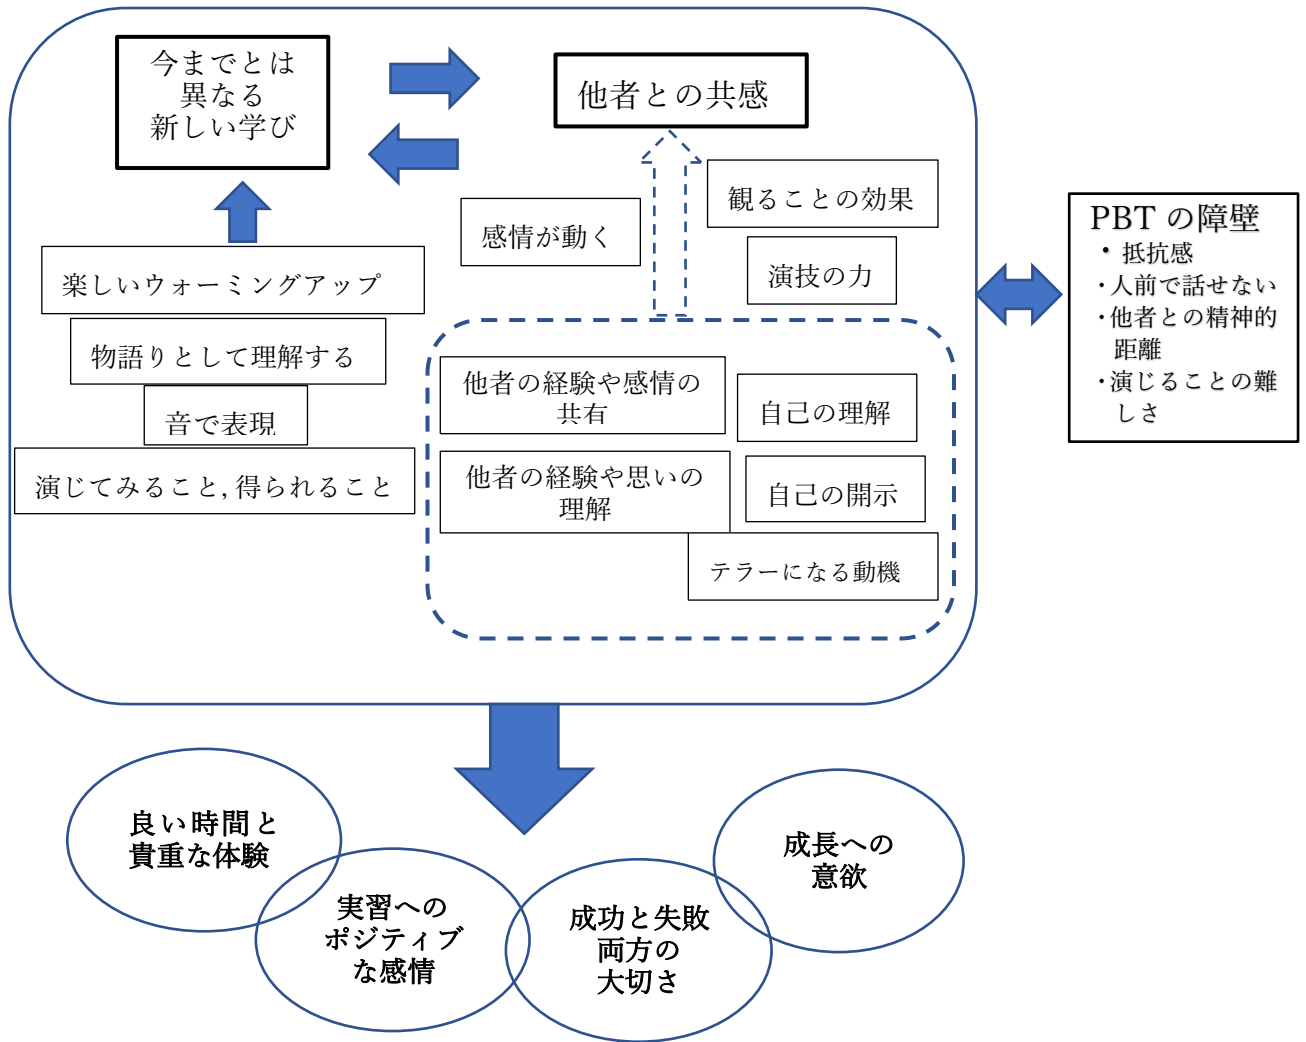 今までとは
異なる
新しい学び
他者との共感
観ることの効果
感情が動く
演技の力
楽しいウォーミングアップ
物語りとして理解する
音で表現
演じてみること,得られること
他者の経験や感情の
共有
自己の理解
他者の経験や思いの
理解
自己の開示
テラーになる動機
PBT の障壁
・ 抵抗感
・人前で話せない
・他者との精神的
距離
・演じることの難
しさ
良い時間と
貴重な体験
実習への
ポジティブ
な感情
成功と失敗
両方の
大切さ
成長への
意欲